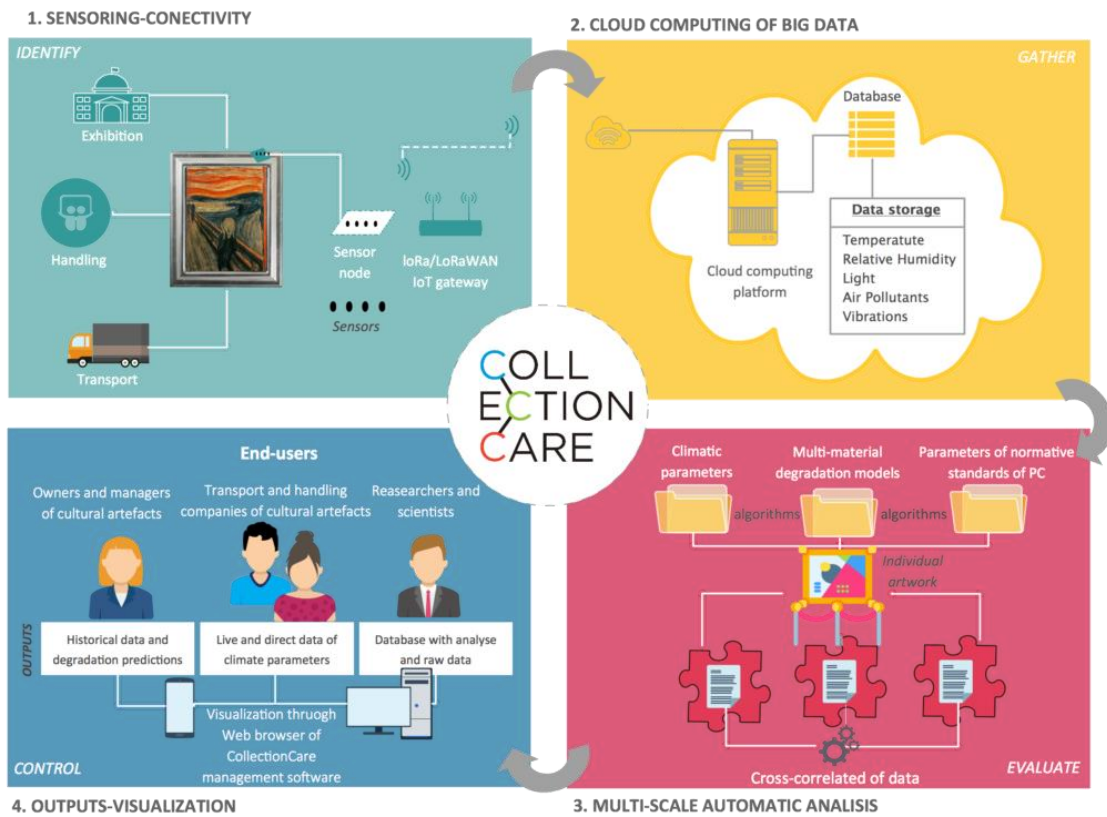 1. SENSORING-CONECTIVITY
IDENTIFY
Exhibition
Handling
Transport
Sensor
node
loRa/LoRaWAN
IoT gateway
Sensors
2. CLOUD COMPUTING OF BIG DATA
GATHER
Database
Cloud computing
platform
Data storage
Temperatute
Relative Humidity
Light
Air Pollutants
Vibrations
COLL
ECTION
CARE
Climatic
parameters
Multi-material
degradation models
Parameters of normative
standards of PC
algorithms
algorithms
Individual
artwork
Cross-correlated of data
EVALUATE
3. MULTI-SCALE AUTOMATIC ANALISIS
End-users
Owners and managers
of cultural artefacts
Transport and handling
companies of cultural artefacts
Reasearchers and
scientists
OUTPUTS
Historical data and
degradation predictions
Live and direct data of
climate parameters
Database with analyse
and raw data
Visualization thruogh
Web browser of
CollectionCare
management software
CONTROL
4. OUTPUTS-VISUALIZATION